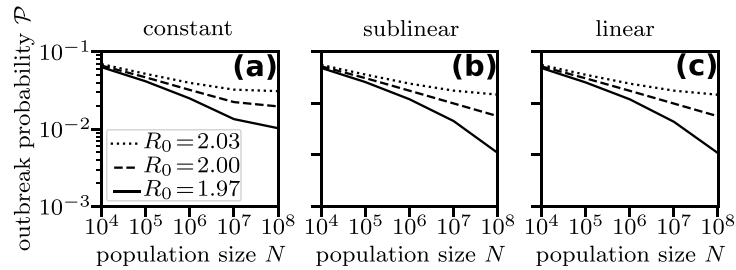 constant sublinear linear
outbreak probability 𝒫
10⁻¹
10⁻²
10⁻³
(a) (b) (c)
R₀ = 2.03
R₀ = 2.00
R₀ = 1.97
10⁴ 10⁵ 10⁶ 10⁷ 10⁸ 10⁴ 10⁵ 10⁶ 10⁷ 10⁸ 10⁴ 10⁵ 10⁶ 10⁷ 10⁸
population size N population size N population size N